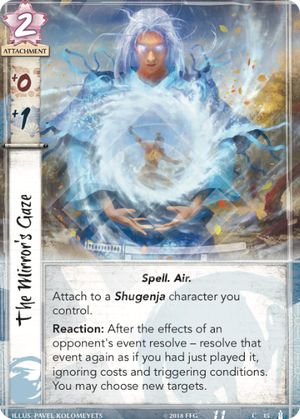 2
ATTACHMENT
+0
+1
The Mirror's Gaze
Spell. Air.
Attach to a Shugenja character you
control.
Reaction: After the effects of an
opponent's event resolve – resolve that
event again as if you had just played it,
ignoring costs and triggering conditions.
You may choose new targets.
ILLUS: PAVEL KOLOMEYETS
©2018 FFG
11
C 15